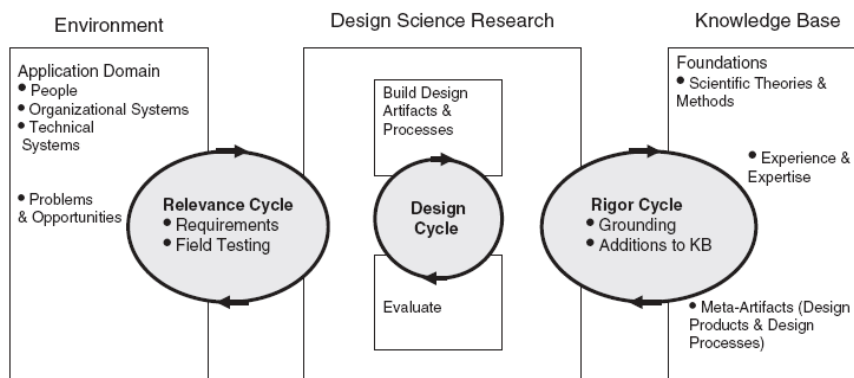 Environment
Design Science Research
Knowledge Base
Application Domain
● People
● Organizational Systems
● Technical
Systems
● Problems
& Opportunities
Relevance Cycle
● Requirements
● Field Testing
Build Design
Artifacts &
Processes
Design
Cycle
Evaluate
Foundations
● Scientific Theories &
Methods
● Experience &
Expertise
Rigor Cycle
● Grounding
● Additions to KB
● Meta-Artifacts (Design
Products & Design
Processes)